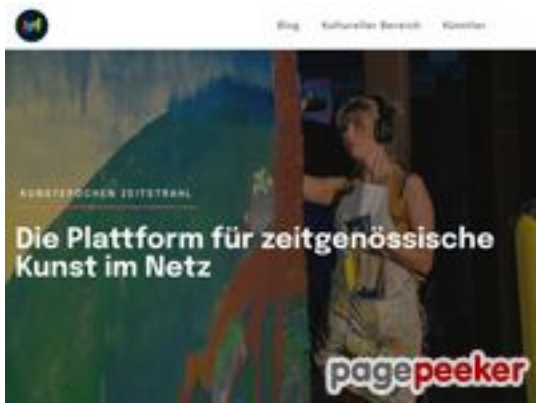 Blog Kultureller Bereich Künstler
KUNSTEPOCHEN ZEITSTRAHL
Die Plattform für zeitgenössische
Kunst im Netz
pagepeeker